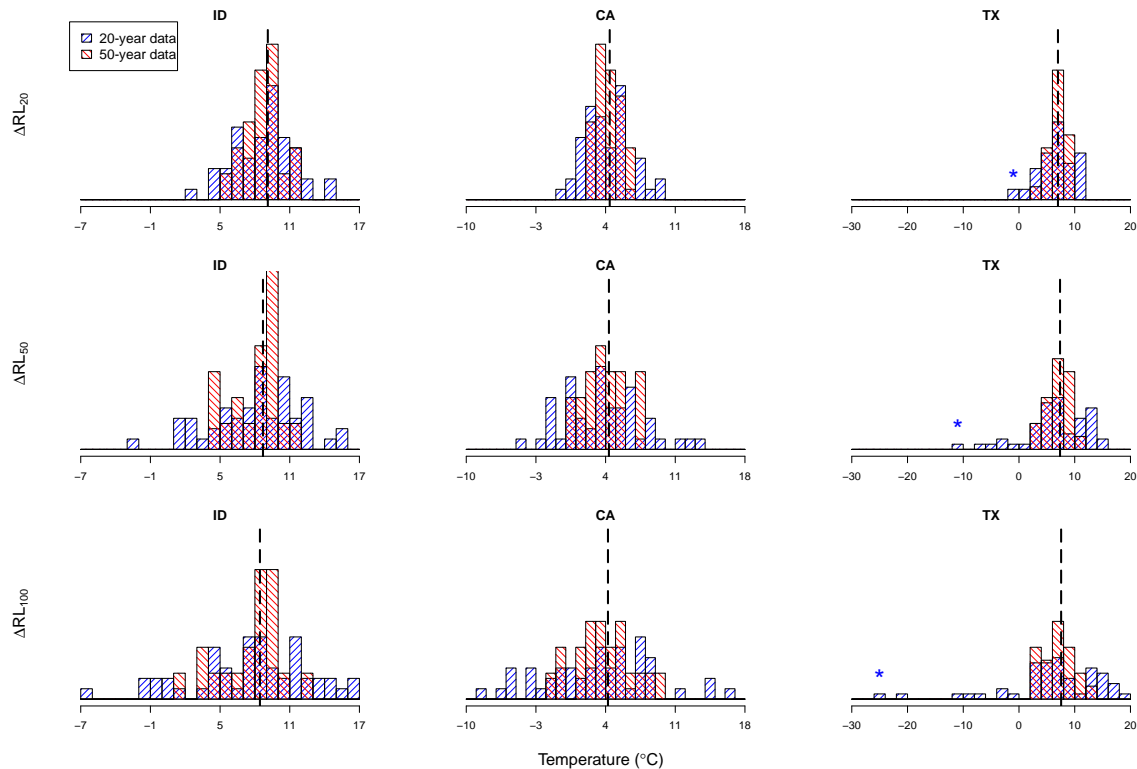 ID CA TX
20-year data
50-year data
ΔRL20
−7 −1 5 11 17 −10 −3 4 11 18 −30 −20 −10 0 10 20
*
ID CA TX
ΔRL50
−7 −1 5 11 17 −10 −3 4 11 18 −30 −20 −10 0 10 20
*
ID CA TX
ΔRL100
−7 −1 5 11 17 −10 −3 4 11 18 −30 −20 −10 0 10 20
*
Temperature (°C)